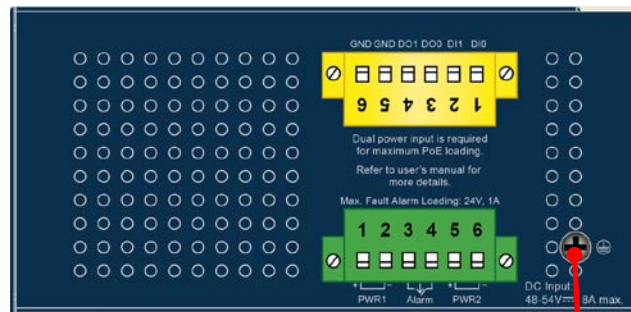 GND GND DO1 DO0 DI1 DI0
6 5 4 3 2 1
Dual power input is required
for maximum PoE loading.
Refer to user's manual for
more details.
Max. Fault Alarm Loading: 24V, 1A
1 2 3 4 5 6
+ − + −
PWR1 Alarm PWR2
DC Input:
48-54V⎓ 8A max.